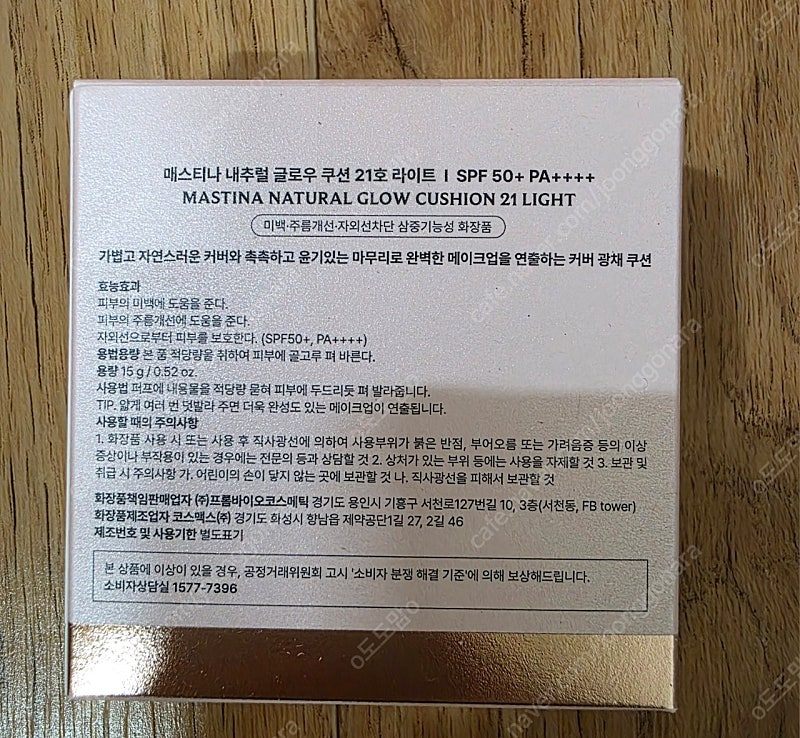 매스티나 내추럴 글로우 쿠션 21호 라이트 I SPF 50+ PA++++
MASTINA NATURAL GLOW CUSHION 21 LIGHT
미백·주름개선·자외선차단 삼중기능성 화장품
가볍고 자연스러운 커버와 촉촉하고 윤기있는 마무리로 완벽한 메이크업을 연출하는 커버 광채 쿠션
효능효과
피부의 미백에 도움을 준다.
피부의 주름개선에 도움을 준다.
자외선으로부터 피부를 보호한다. (SPF50+, PA++++)
용법용량 본 품 적당량을 취하여 피부에 골고루 펴 바른다.
용량 15 g / 0.52 oz.
사용법 퍼프에 내용물을 적당량 묻혀 피부에 두드리듯 펴 발라줍니다.
TIP. 얇게 여러 번 덧발라 주면 더욱 완성도 있는 메이크업이 연출됩니다.
사용할 때의 주의사항
1. 화장품 사용 시 또는 사용 후 직사광선에 의하여 사용부위가 붉은 반점, 부어오름 또는 가려움증 등의 이상
증상이나 부작용이 있는 경우에는 전문의 등과 상담할 것 2. 상처가 있는 부위 등에는 사용을 자제할 것 3. 보관 및
취급 시 주의사항 가. 어린이의 손이 닿지 않는 곳에 보관할 것 나. 직사광선을 피해서 보관할 것
화장품책임판매업자 (주)프롬바이오코스메틱 경기도 용인시 기흥구 서천로127번길 10, 3층(서천동, FB tower)
화장품제조업자 코스맥스(주) 경기도 화성시 향남읍 제약공단1길 27, 2길 46
제조번호 및 사용기한 별도표기
본 상품에 이상이 있을 경우, 공정거래위원회 고시 '소비자 분쟁 해결 기준'에 의해 보상해드립니다.
소비자상담실 1577-7396